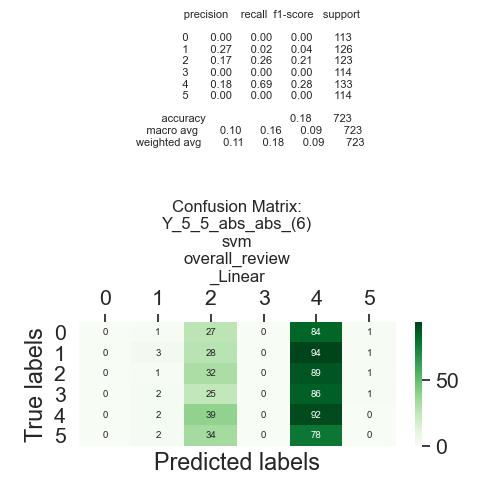 precision recall f1-score support
0 0.00 0.00 0.00 113
1 0.27 0.02 0.04 126
2 0.17 0.26 0.21 123
3 0.00 0.00 0.00 114
4 0.18 0.69 0.28 133
5 0.00 0.00 0.00 114
accuracy 0.18 723
macro avg 0.10 0.16 0.09 723
weighted avg 0.11 0.18 0.09 723
Confusion Matrix:
Y_5_5_abs_abs_(6)
svm
overall_review
_Linear
0 1 2 3 4 5
True labels
0 0 1 27 0 84 1
1 0 3 28 0 94 1
2 0 1 32 0 89 1
3 0 2 25 0 86 1
4 0 2 39 0 92 0
5 0 2 34 0 78 0
Predicted labels
50
0